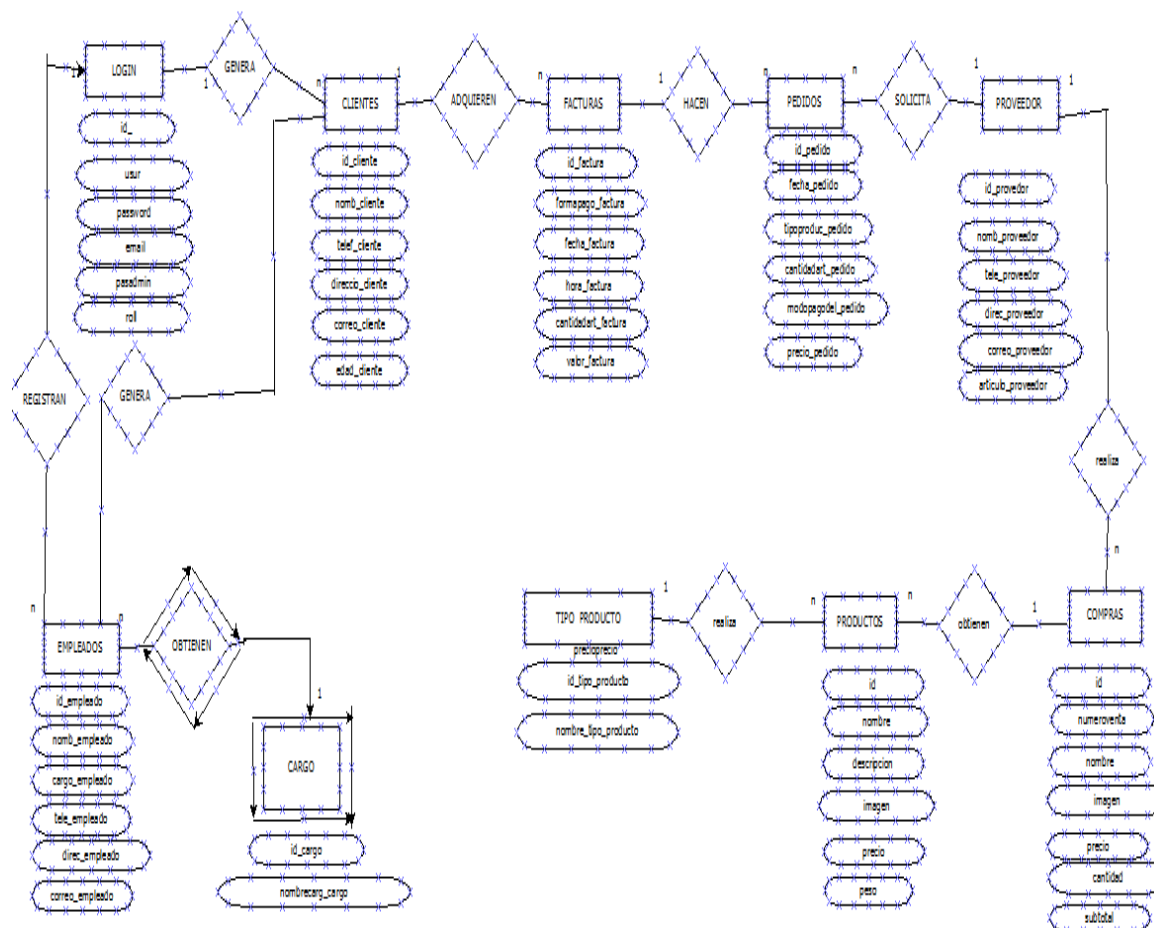 LOGIN
1
1
id_
usur
password
email
pasadmin
roll
GENERA
n
1
CLIENTES
id_cliente
nomb_cliente
telef_cliente
direccio_cliente
correo_cliente
edad_cliente
ADQUIEREN
n
1
FACTURAS
id_factura
formapago_factura
fecha_factura
hora_factura
cantidadart_factura
valor_factura
HACEN
n
n
PEDIDOS
id_pedido
fecha_pedido
tipoproduc_pedido
cantidadart_pedido
modopagodel_pedido
precio_pedido
SOLICITA
1
1
PROVEEDOR
id_provedor
nomb_proveedor
tele_proveedor
direc_proveedor
correo_proveedor
articulo_proveedor
REGISTRAN
GENERA
realiza
n
n
n
EMPLEADOS
id_empleado
nomb_empleado
cargo_empleado
tele_empleado
direc_empleado
correo_empleado
OBTIENEN
1
CARGO
id_cargo
nombrecarg_cargo
1
TIPO PRODUCTO
precioprecio
id_tipo_producto
nombre_tipo_producto
realiza
n
n
PRODUCTOS
id
nombre
descripcion
imagen
precio
peso
obtienen
1
COMPRAS
id
numeroventa
nombre
imagen
precio
cantidad
subtotal